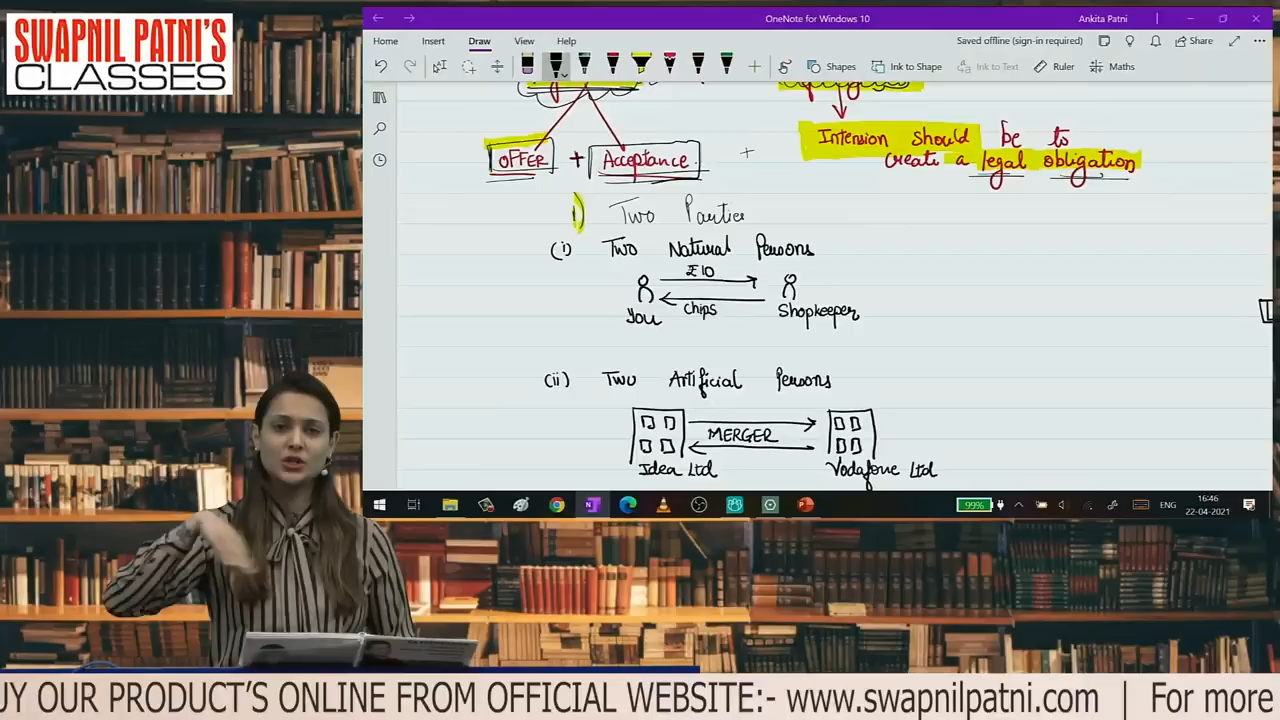 SWAPNIL PATNI'S
CLASSES
OneNote for Windows 10
Ankita Patni
Home Insert Draw View Help
Saved offline (sign-in required)
Share
Shapes
Ink to Shape
Ink to Text
Ruler
Maths
OFFER + Acceptance
Intension should be to
create a legal obligation
1) Two Parties
(i) Two Natural Persons
₹10
chips
You
Shopkeeper
(ii) Two Artificial Persons
MERGER
Idea Ltd
Vodafone Ltd
99%
ENG
16:46
22-04-2021
UY OUR PRODUCT'S ONLINE FROM OFFICIAL WEBSITE:- www.swapnilpatni.com | For more